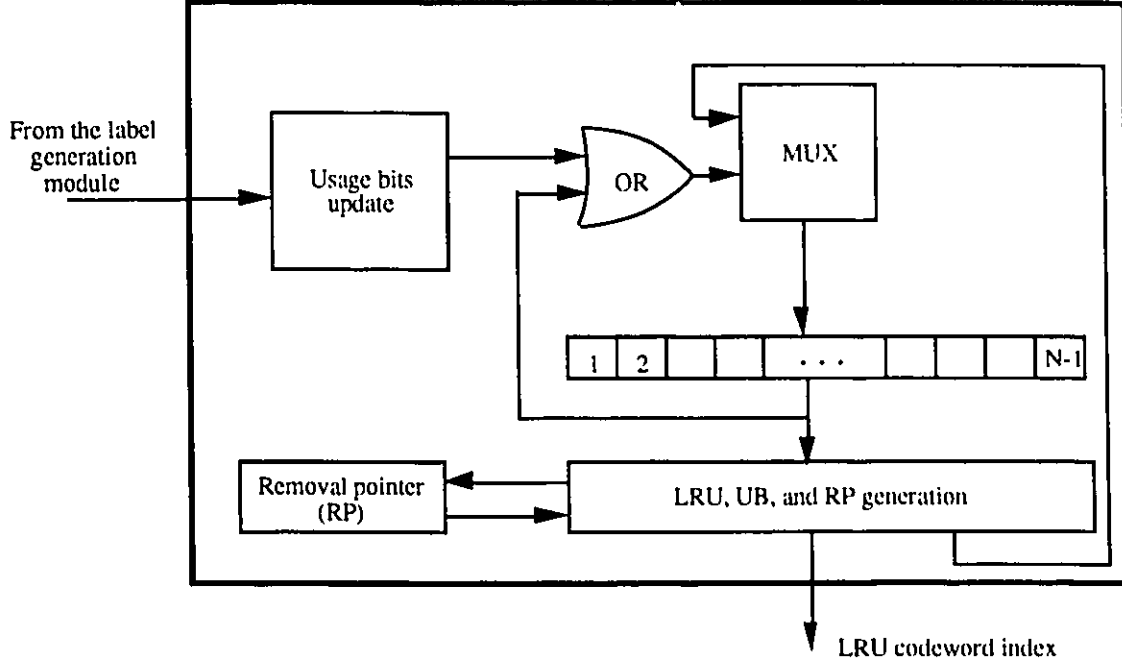 From the label
generation
module
Usage bits
update
OR
MUX
1 2 . . . N-1
Removal pointer
(RP)
LRU, UB, and RP generation
LRU codeword index